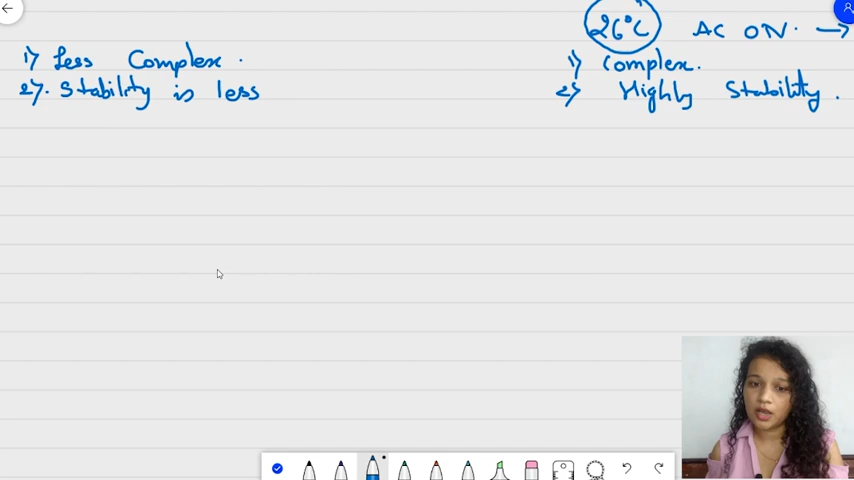 26°C AC ON. →
1) Less Complex.
1) Complex.
2). Stability is less
2) Highly Stability.